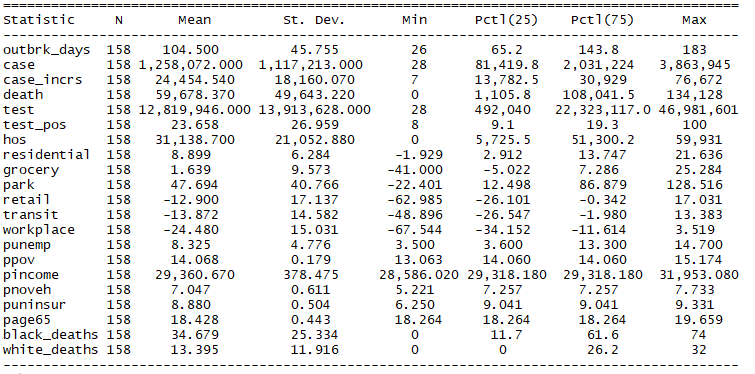 Statistic N Mean St. Dev. Min Pctl(25) Pctl(75) Max
outbrk_days 158 104.500 45.755 26 65.2 143.8 183
case 158 1,258,072.000 1,117,213.000 28 81,419.8 2,031,224 3,863,945
case_incrs 158 24,454.540 18,160.070 7 13,782.5 30,929 76,672
death 158 59,678.370 49,643.220 0 1,105.8 108,041.5 134,128
test 158 12,819,946.000 13,913,628.000 28 492,040 22,323,117.0 46,981,601
test_pos 158 23.658 26.959 8 9.1 19.3 100
hos 158 31,138.700 21,052.880 0 5,725.5 51,300.2 59,931
residential 158 8.899 6.284 -1.929 2.912 13.747 21.636
grocery 158 1.639 9.573 -41.000 -5.022 7.286 25.284
park 158 47.694 40.766 -22.401 12.498 86.879 128.516
retail 158 -12.900 17.137 -62.985 -26.101 -0.342 17.031
transit 158 -13.872 14.582 -48.896 -26.547 -1.980 13.383
workplace 158 -24.480 15.031 -67.544 -34.152 -11.614 3.519
punemp 158 8.325 4.776 3.500 3.600 13.300 14.700
ppov 158 14.068 0.179 13.063 14.060 14.060 15.174
pincome 158 29,360.670 378.475 28,586.020 29,318.180 29,318.180 31,953.080
pnoveh 158 7.047 0.611 5.221 7.257 7.257 7.733
puninsur 158 8.880 0.504 6.250 9.041 9.041 9.331
page65 158 18.428 0.443 18.264 18.264 18.264 19.659
black_deaths 158 34.679 25.334 0 11.7 61.6 74
white_deaths 158 13.395 11.916 0 0 26.2 32